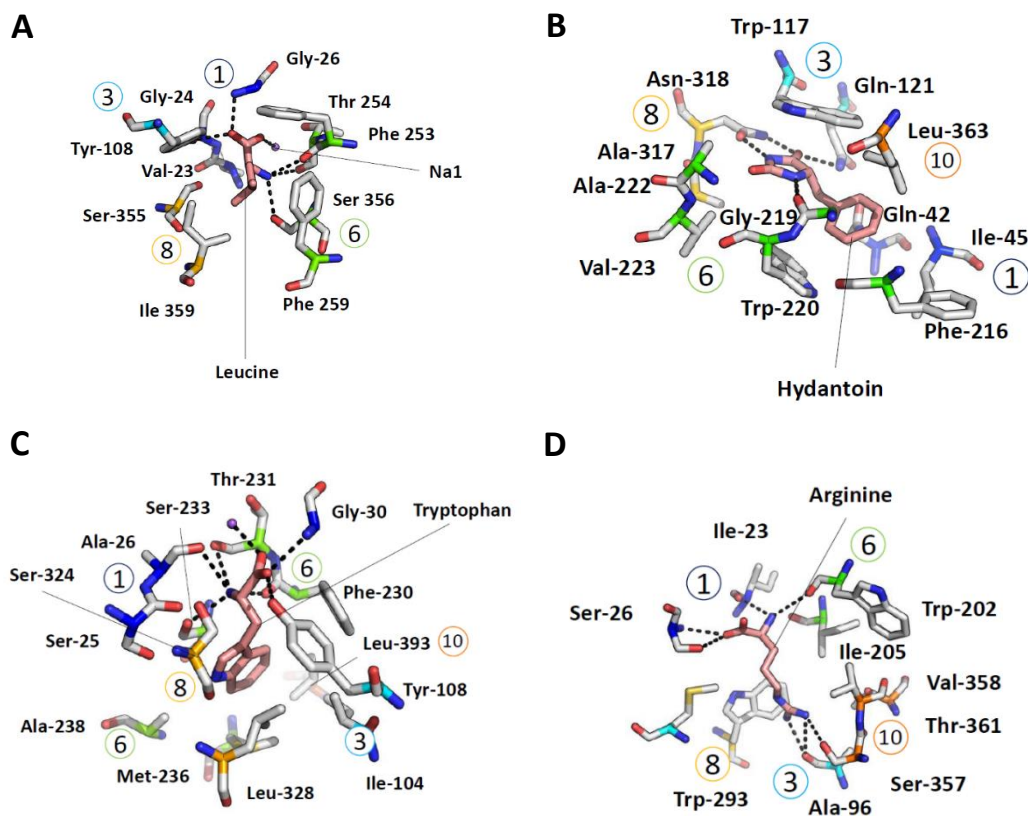 A
Gly-26
1
3
Gly-24
Thr 254
Phe 253
Tyr-108
Val-23
Na1
Ser-355
Ser 356
8
6
Ile 359
Phe 259
Leucine
B
Trp-117
3
Asn-318
Gln-121
8
Leu-363
Ala-317
10
Ala-222
Gly-219
Gln-42
Ile-45
Val-223
6
1
Trp-220
Phe-216
Hydantoin
C
Thr-231
Ser-233
Gly-30
Tryptophan
Ala-26
1
6
Ser-324
Phe-230
Ser-25
Leu-393
10
8
Tyr-108
Ala-238
6
3
Met-236
Ile-104
Leu-328
D
Arginine
Ile-23
6
1
Ser-26
Trp-202
Ile-205
Val-358
Thr-361
10
8
3
Ser-357
Trp-293
Ala-96